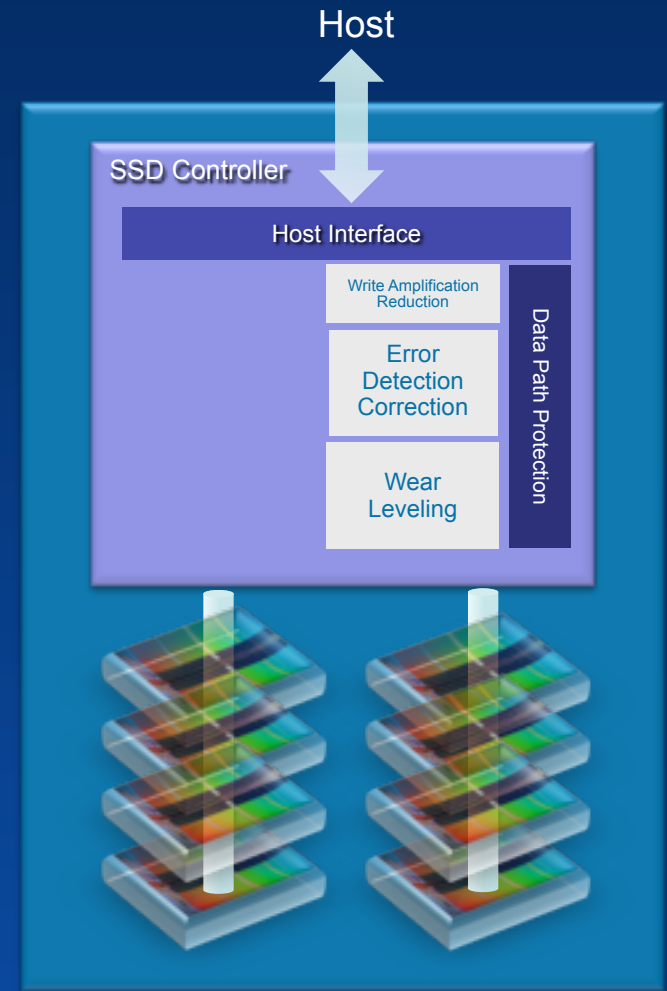 Host
SSD Controller
Host Interface
Write Amplification
Reduction
Error
Detection
Correction
Wear
Leveling
Data Path Protection